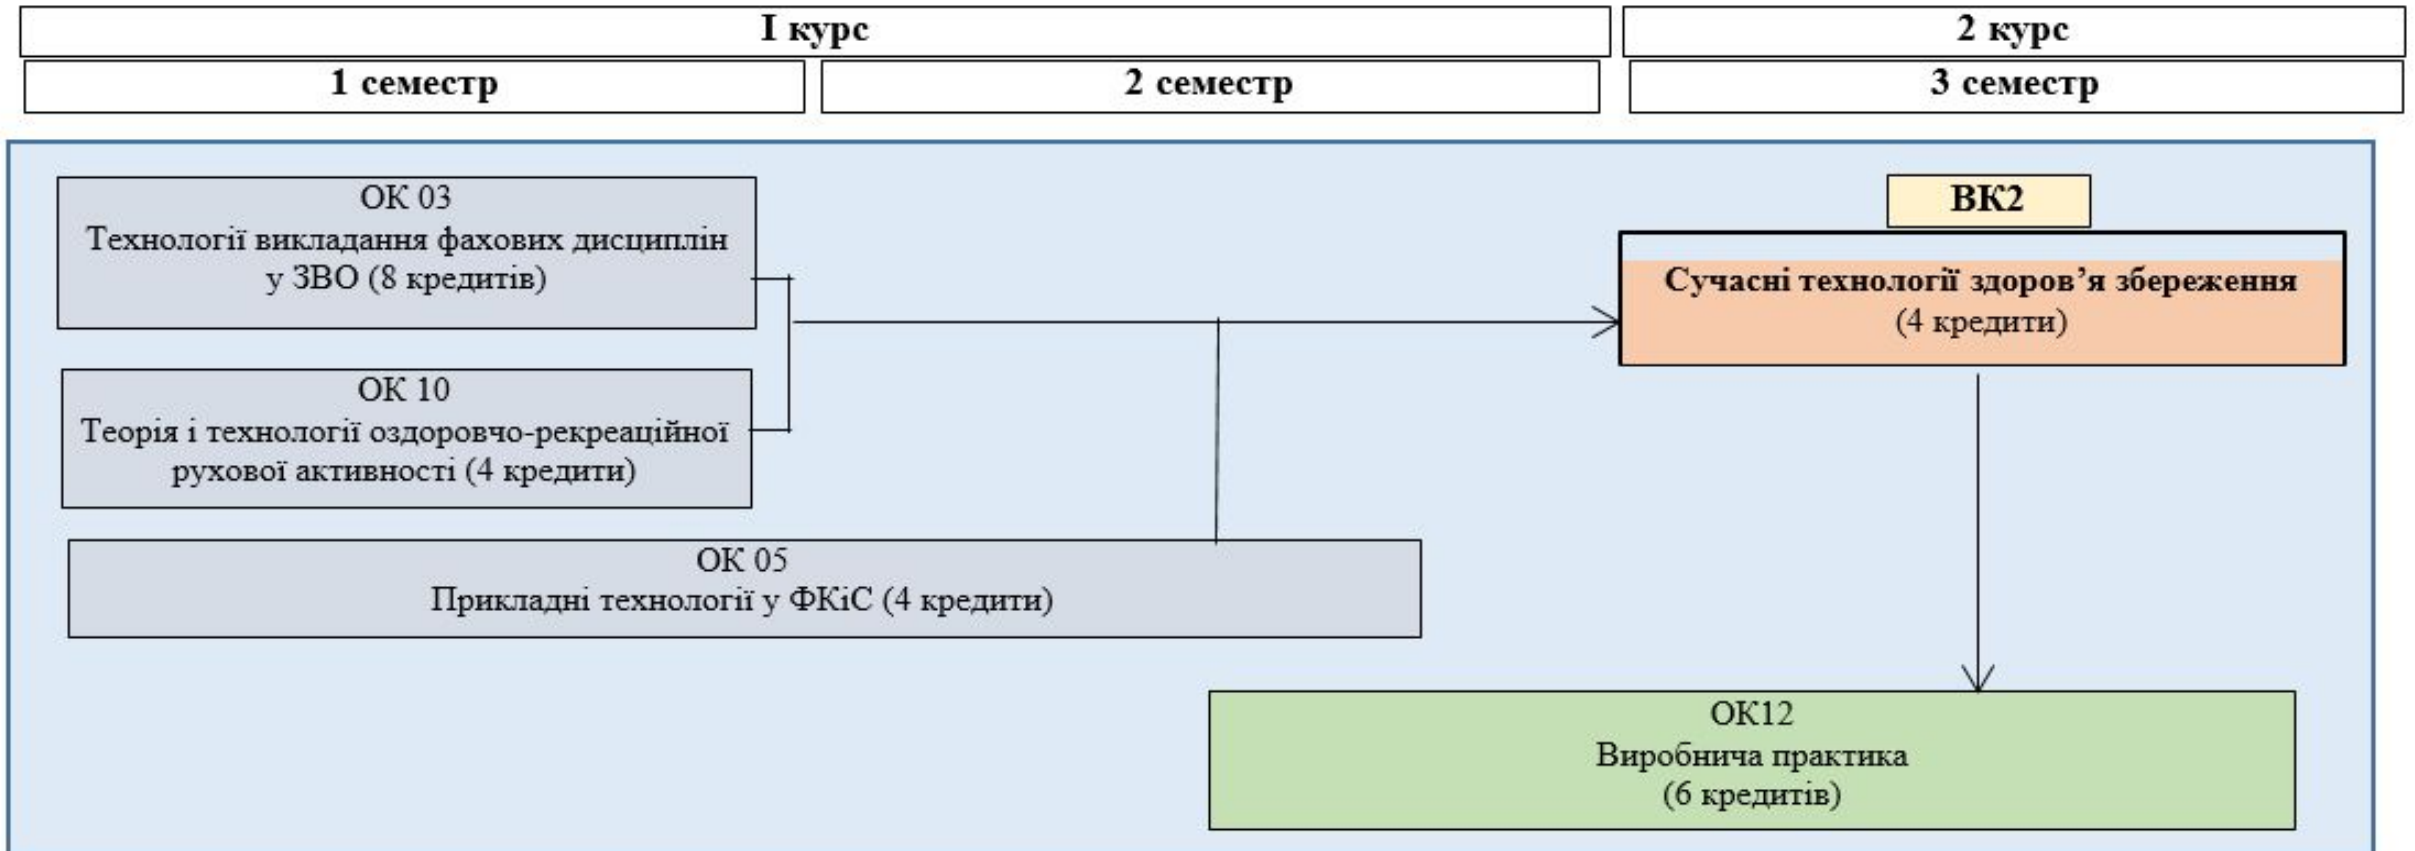 І курс
2 курс
1 семестр
2 семестр
3 семестр
ОК 03
Технології викладання фахових дисциплін
у ЗВО (8 кредитів)
ВК2
Сучасні технології здоров’я збереження
(4 кредити)
ОК 10
Теорія і технології оздоровчо-рекреаційної
рухової активності (4 кредити)
ОК 05
Прикладні технології у ФКіС (4 кредити)
ОК12
Виробнича практика
(6 кредитів)